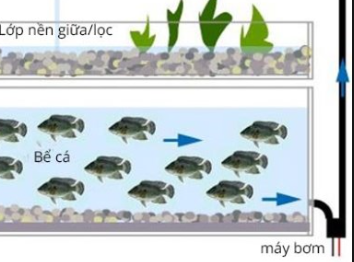 Lớp nền giữa/lọc
Bể cá
máy bơm